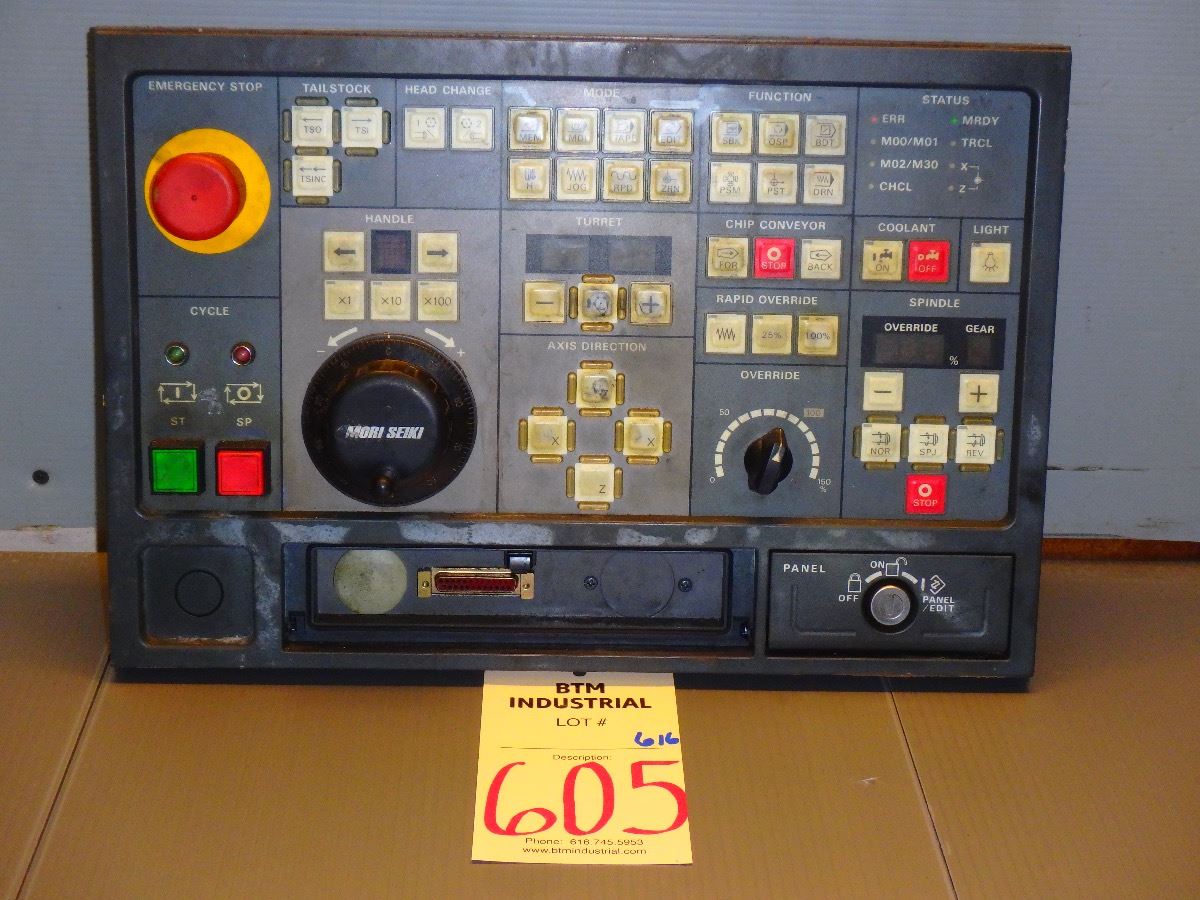 EMERGENCY STOP
TAILSTOCK
TSO
TSI
TSINC
HEAD CHANGE
1
2
MODE
MEM
MDI
TAPE
EDIT
H
JOG
RPD
ZRN
FUNCTION
SBK
OSP
BDT
PSM
PST
DRN
STATUS
ERR
MRDY
M00/M01
TRCL
M02/M30
X
CHCL
Z
HANDLE
X1
X10
X100
- +
MORI SEIKI
TURRET
- +
CHIP CONVEYOR
FOR
STOP
BACK
COOLANT
ON
OFF
LIGHT
RAPID OVERRIDE
25%
100%
SPINDLE
OVERRIDE
GEAR
%
- +
NOR
SPJ
REV
STOP
CYCLE
ST
SP
AXIS DIRECTION
X
X
Z
OVERRIDE
50
100
0
150
%
PANEL
ON
OFF
PANEL
/EDIT
BTM
INDUSTRIAL
LOT #
616
Description:
605
Phone: 616.745.5953
www.btmindustrial.com